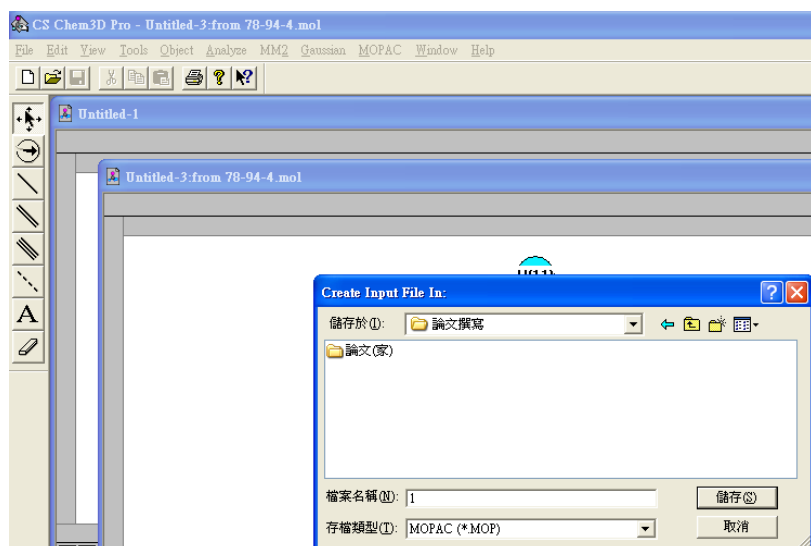 CS Chem3D Pro - Untitled-3:from 78-94-4.mol
File Edit View Tools Object Analyze MM2 Gaussian MOPAC Window Help
A
Untitled-1
Untitled-3:from 78-94-4.mol
H(11)
Create Input File In:
儲存於(I): 論文撰寫
論文(家)
檔案名稱(N): 1 儲存(S)
存檔類型(T): MOPAC (*.MOP) 取消